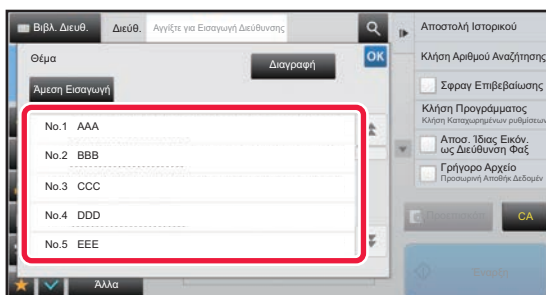 Βιβλ. Διευθ.
Διεύθ.
Αγγίξτε για Εισαγωγή Διεύθυνσης
Αποστολή Ιστορικού
Θέμα
Διαγραφή
OK
Κλήση Αριθμού Αναζήτησης
Άμεση Εισαγωγή
Σφραγ Επιβεβαίωσης
Κλήση Προγράμματος
Κλήση Καταχωρημένων ρυθμίσεων
No.1 AAA
No.2 BBB
Αποσ. Ίδιας Εικόν.
ως Διεύθυνση Φαξ
Γρήγορο Αρχείο
Προσωρινή Αποθήκ Δεδομέν
No.3 CCC
No.4 DDD
CA
No.5 EEE
Άλλα